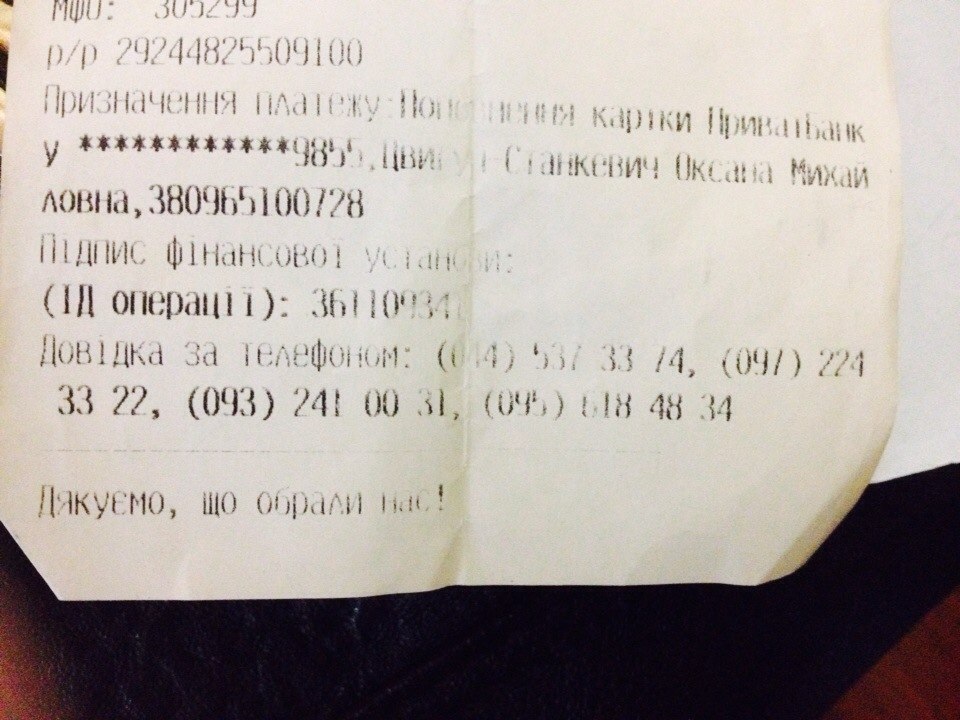 МФО: 305299
р/р 29244825509100
Призначення платежу:Поповнення картки ПриватБанк
у ************9855, Станкевич Оксана Михай
ловна,380965100728
Підпис фінансової установи:
(ІД операції):
Довідка за телефоном: (044) 537 33 74, (097) 224
33 22, (093) 241 00 31, (095) 618 48 34
Дякуємо, що обрали нас!